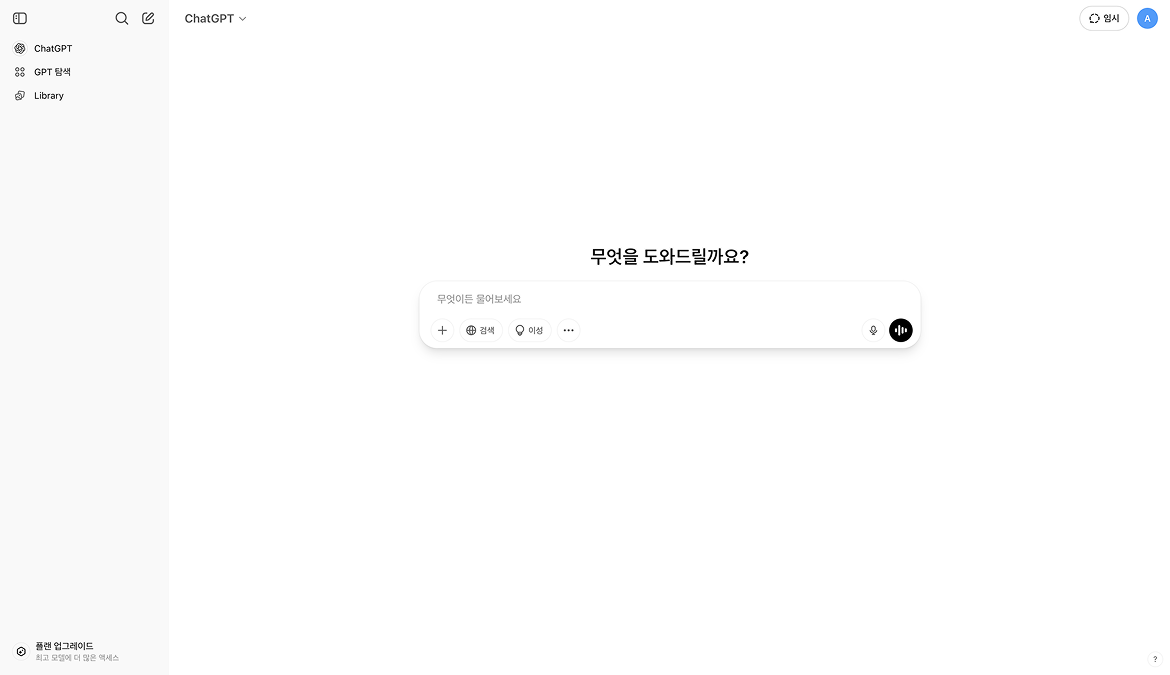 ChatGPT
임시
A
ChatGPT
GPT 탐색
Library
무엇을 도와드릴까요?
무엇이든 물어보세요
검색
이성
플랜 업그레이드
최고 모델에 더 많은 액세스
?